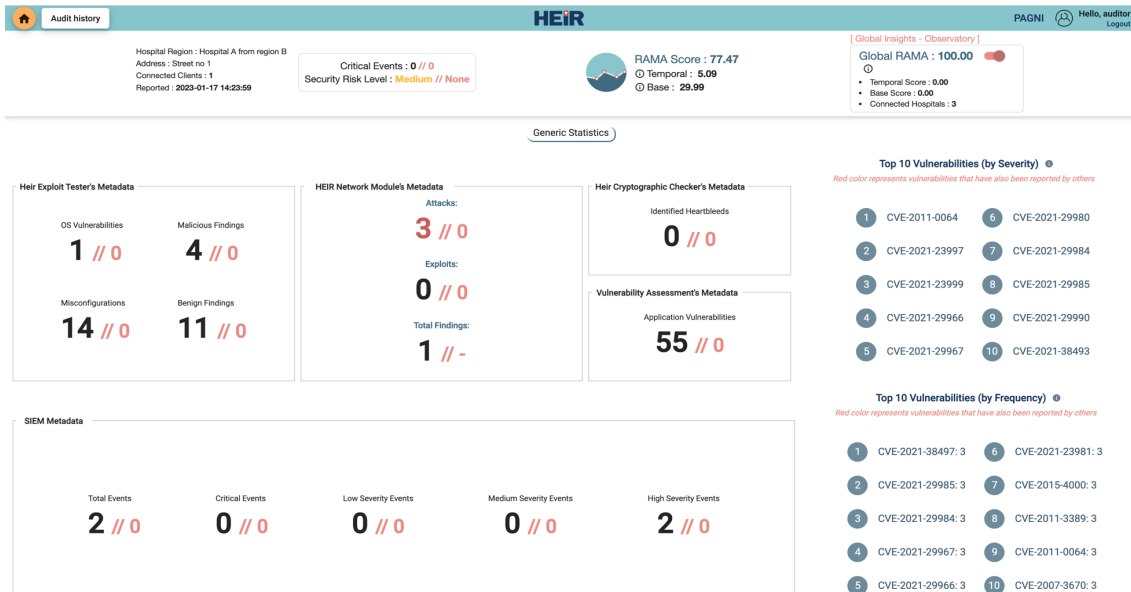 Audit history
HEiR
PAGNI
Hello, auditor
Logout
Hospital Region : Hospital A from region B
Address : Street no 1
Connected Clients : 1
Reported : 2023-01-17 14:23:59
Critical Events : 0 // 0
Security Risk Level : Medium // None
RAMA Score : 77.47
Temporal : 5.09
Base : 29.99
[ Global Insights - Observatory ]
Global RAMA : 100.00
• Temporal Score : 0.00
• Base Score : 0.00
• Connected Hospitals : 3
Generic Statistics
Heir Exploit Tester's Metadata
OS Vulnerabilities
1 // 0
Malicious Findings
4 // 0
Misconfigurations
14 // 0
Benign Findings
11 // 0
HEIR Network Module's Metadata
Attacks:
3 // 0
Exploits:
0 // 0
Total Findings:
1 // -
Heir Cryptographic Checker's Metadata
Identified Heartbleeds
0 // 0
Vulnerability Assessment's Metadata
Application Vulnerabilities
55 // 0
Top 10 Vulnerabilities (by Severity)
Red color represents vulnerabilities that have also been reported by others
1 CVE-2011-0064
2 CVE-2021-23997
3 CVE-2021-23999
4 CVE-2021-29966
5 CVE-2021-29967
6 CVE-2021-29980
7 CVE-2021-29984
8 CVE-2021-29985
9 CVE-2021-29990
10 CVE-2021-38493
SIEM Metadata
Total Events
2 // 0
Critical Events
0 // 0
Low Severity Events
0 // 0
Medium Severity Events
0 // 0
High Severity Events
2 // 0
Top 10 Vulnerabilities (by Frequency)
Red color represents vulnerabilities that have also been reported by others
1 CVE-2021-38497: 3
2 CVE-2021-29985: 3
3 CVE-2021-29984: 3
4 CVE-2021-29967: 3
5 CVE-2021-29966: 3
6 CVE-2021-23981: 3
7 CVE-2015-4000: 3
8 CVE-2011-3389: 3
9 CVE-2011-0064: 3
10 CVE-2007-3670: 3